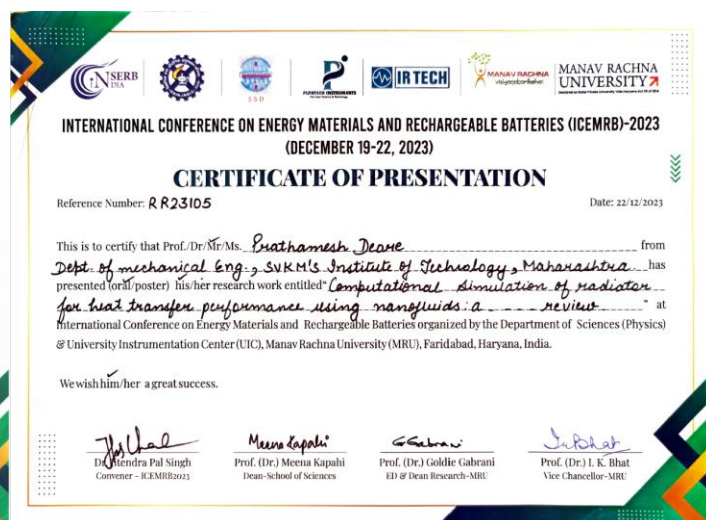 iNSERB
INDIA
SSD
PLANTECH INSTRUMENTS
IR TECH
MANAV RACHNA
vidyanatariksha
MANAV RACHNA
UNIVERSITY
INTERNATIONAL CONFERENCE ON ENERGY MATERIALS AND RECHARGEABLE BATTERIES (ICEMRB)-2023
(DECEMBER 19-22, 2023)
CERTIFICATE OF PRESENTATION
Reference Number: RR23105
Date: 22/12/2023
This is to certify that Prof./Dr/Mr/Ms. Prathamesh Deore from
Dept. of mechanical Eng., SVKM'S Institute of Technology, Maharashtra has
presented (oral/poster) his/her research work entitled "Computational Simulation of radiator
for heat transfer performance using nanofluids: a review " at
International Conference on Energy Materials and Rechargeable Batteries organized by the Department of Sciences (Physics)
& University Instrumentation Center (UIC), Manav Rachna University (MRU), Faridabad, Haryana, India.
We wish him/her a great success.
Meena Kapahi
GGabrani
IKBhat
Dr. Jitendra Pal Singh
Convener - ICEMRB2023
Prof. (Dr.) Meena Kapahi
Dean-School of Sciences
Prof. (Dr.) Goldie Gabrani
ED & Dean Research-MRU
Prof. (Dr.) I. K. Bhat
Vice Chancellor-MRU